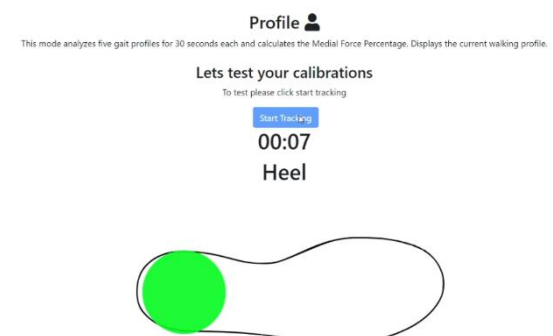 Profile
This mode analyzes five gait profiles for 30 seconds each and calculates the Medial Force Percentage. Displays the current walking profile.
Lets test your calibrations
To test please click start tracking
Start Tracking
00:07
Heel